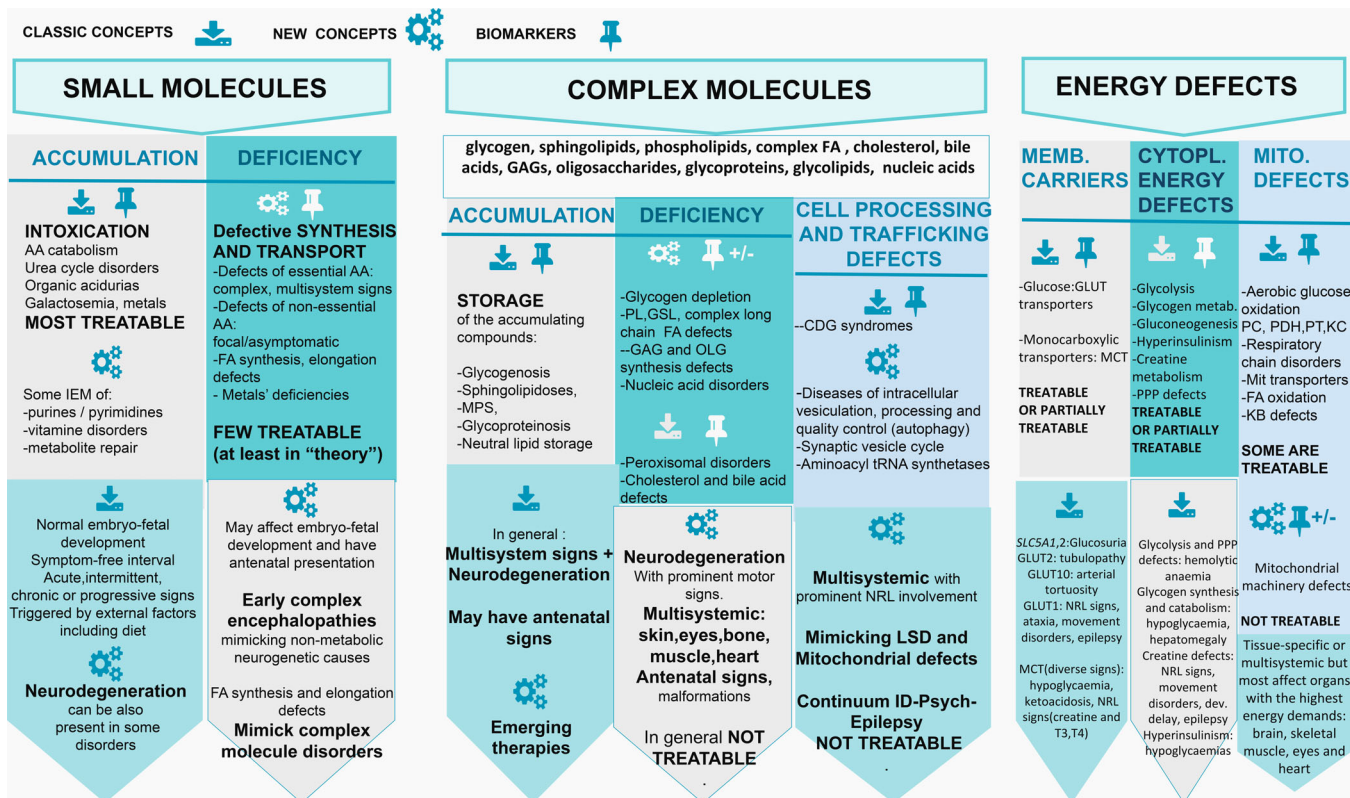 CLASSIC CONCEPTS
NEW CONCEPTS
BIOMARKERS
SMALL MOLECULES
ACCUMULATION
INTOXICATION
AA catabolism
Urea cycle disorders
Organic acidurias
Galactosemia, metals
MOST TREATABLE
Some IEM of:
-purines / pyrimidines
-vitamine disorders
-metabolite repair
Normal embryo-fetal
development
Symptom-free interval
Acute,intermittent,
chronic or progressive signs
Triggered by external factors
including diet
Neurodegeneration
can be also
present in some
disorders
DEFICIENCY
Defective SYNTHESIS
AND TRANSPORT
-Defects of essential AA:
complex, multisystem signs
-Defects of non-essential
AA:
focal/asymptomatic
-FA synthesis, elongation
defects
- Metals' deficiencies
FEW TREATABLE
(at least in “theory”)
May affect embryo-fetal
development and have
antenatal presentation
Early complex
encephalopathies
mimicking non-metabolic
neurogenetic causes
FA synthesis and elongation
defects
Mimick complex
molecule disorders
COMPLEX MOLECULES
glycogen, sphingolipids, phospholipids, complex FA , cholesterol, bile
acids, GAGs, oligosaccharides, glycoproteins, glycolipids, nucleic acids
ACCUMULATION
STORAGE
of the accumulating
compounds:
-Glycogenosis
-Sphingolipidoses,
-MPS,
-Glycoproteinosis
-Neutral lipid storage
In general :
Multisystem signs +
Neurodegeneration
May have antenatal
signs
Emerging
therapies
DEFICIENCY
+/-
-Glycogen depletion
-PL,GSL, complex long
chain FA defects
--GAG and OLG
synthesis defects
-Nucleic acid disorders
-Peroxisomal disorders
-Cholesterol and bile acid
defects
Neurodegeneration
With prominent motor
signs.
Multisystemic:
skin,eyes,bone,
muscle,heart
Antenatal signs,
malformations
In general NOT
TREATABLE
.
CELL PROCESSING
AND TRAFFICKING
DEFECTS
--CDG syndromes
-Diseases of intracellular
vesiculation, processing and
quality control (autophagy)
-Synaptic vesicle cycle
-Aminoacyl tRNA synthetases
Multisystemic with
prominent NRL involvement
Mimicking LSD and
Mitochondrial defects
Continuum ID-Psych-
Epilepsy
NOT TREATABLE
.
ENERGY DEFECTS
MEMB.
CARRIERS
-Glucose:GLUT
transporters
-Monocarboxylic
transporters: MCT
TREATABLE
OR PARTIALLY
TREATABLE
SLC5A1,2:Glucosuria
GLUT2: tubulopathy
GLUT10: arterial
tortuosity
GLUT1: NRL signs,
ataxia, movement
disorders, epilepsy
MCT(diverse signs):
hypoglycaemia,
ketoacidosis, NRL
signs(creatine and
T3,T4)
CYTOPL.
ENERGY
DEFECTS
-Glycolysis
-Glycogen metab.
-Gluconeogenesis
-Hyperinsulinism
-Creatine
metabolism
-PPP defects
TREATABLE
OR PARTIALLY
TREATABLE
Glycolysis and PPP
defects: hemolytic
anaemia
Glycogen synthesis
and catabolism:
hypoglycaemia,
hepatomegaly
Creatine defects:
NRL signs,
movement
disorders, dev.
delay, epilepsy
Hyperinsulinism:
hypoglycaemias
MITO.
DEFECTS
-Aerobic glucose
oxidation
PC, PDH,PT,KC
-Respiratory
chain disorders
-Mit transporters
-FA oxidation
-KB defects
SOME ARE
TREATABLE
+/-
Mitochondrial
machinery defects
NOT TREATABLE
Tissue-specific or
multisystemic but
most affect organs
with the highest
energy demands:
brain, skeletal
muscle, eyes and
heart